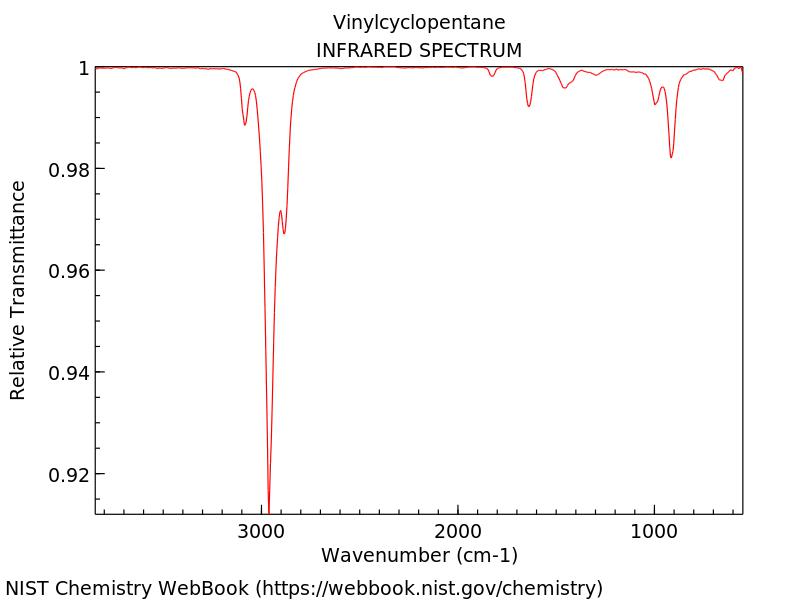 Vinylcyclopentane
INFRARED SPECTRUM
1
0.98
0.96
0.94
0.92
Relative Transmittance
3000 2000 1000
Wavenumber (cm-1)
NIST Chemistry WebBook (https://webbook.nist.gov/chemistry)